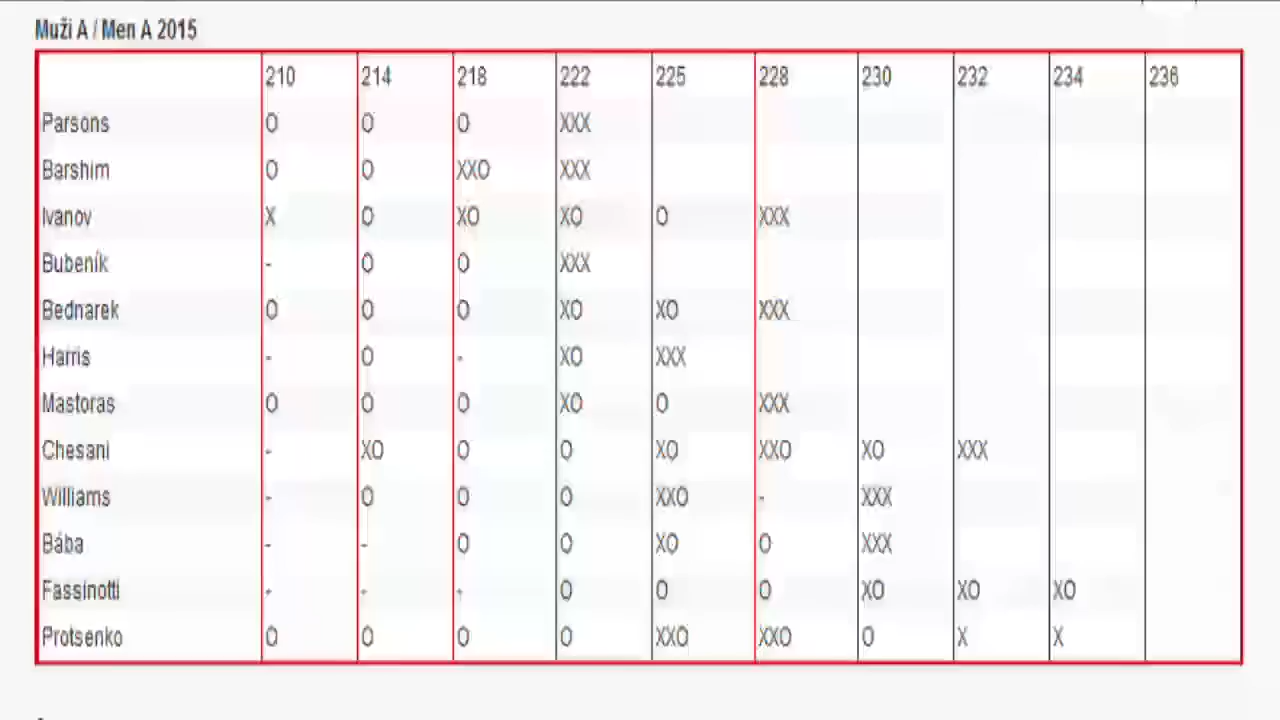 Muži A / Men A 2015
210 214 218 222 225 228 230 232 234 236
Parsons O O O XXX
Barshim O O XXO XXX
Ivanov X O XO XO O XXX
Bubeník - O O XXX
Bednarek O O O XO XO XXX
Harris - O - XO XXX
Mastoras O O O XO O XXX
Chesani - XO O O XO XXO XO XXX
Williams - O O O XXO - XXX
Bába - - O O XO O XXX
Fassinotti - - - O O O XO XO XO
Protsenko O O O O XXO XXO O X X